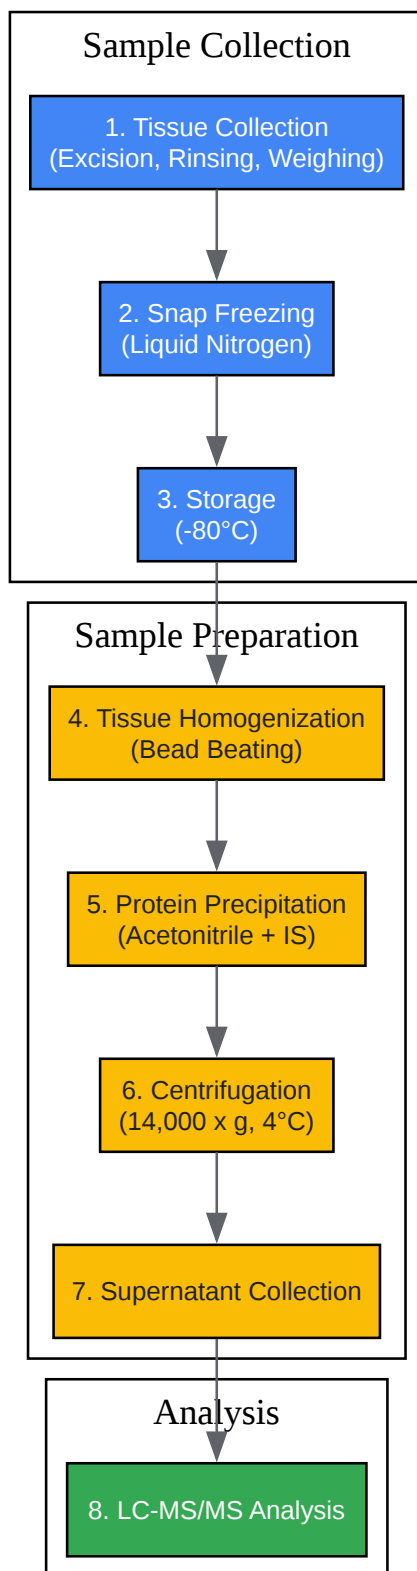 Sample Collection
1. Tissue Collection
(Excision, Rinsing, Weighing)
2. Snap Freezing
(Liquid Nitrogen)
3. Storage
(-80°C)
Sample Preparation
4. Tissue Homogenization
(Bead Beating)
5. Protein Precipitation
(Acetonitrile + IS)
6. Centrifugation
(14,000 x g, 4°C)
7. Supernatant Collection
Analysis
8. LC-MS/MS Analysis